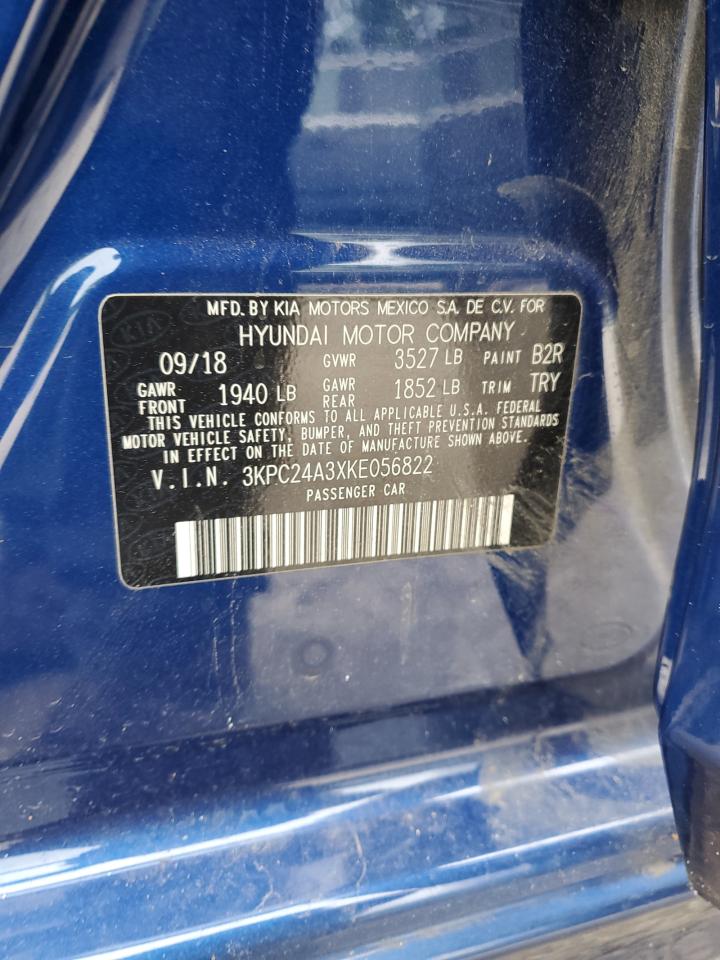 MFD. BY KIA MOTORS MEXICO S.A. DE C.V. FOR
HYUNDAI MOTOR COMPANY
09/18 GVWR 3527 LB PAINT B2R
GAWR FRONT 1940 LB GAWR REAR 1852 LB TRIM TRY
THIS VEHICLE CONFORMS TO ALL APPLICABLE U.S.A. FEDERAL
MOTOR VEHICLE SAFETY, BUMPER, AND THEFT PREVENTION STANDARDS
IN EFFECT ON THE DATE OF MANUFACTURE SHOWN ABOVE.
V.I.N. 3KPC24A3XKE056822
PASSENGER CAR